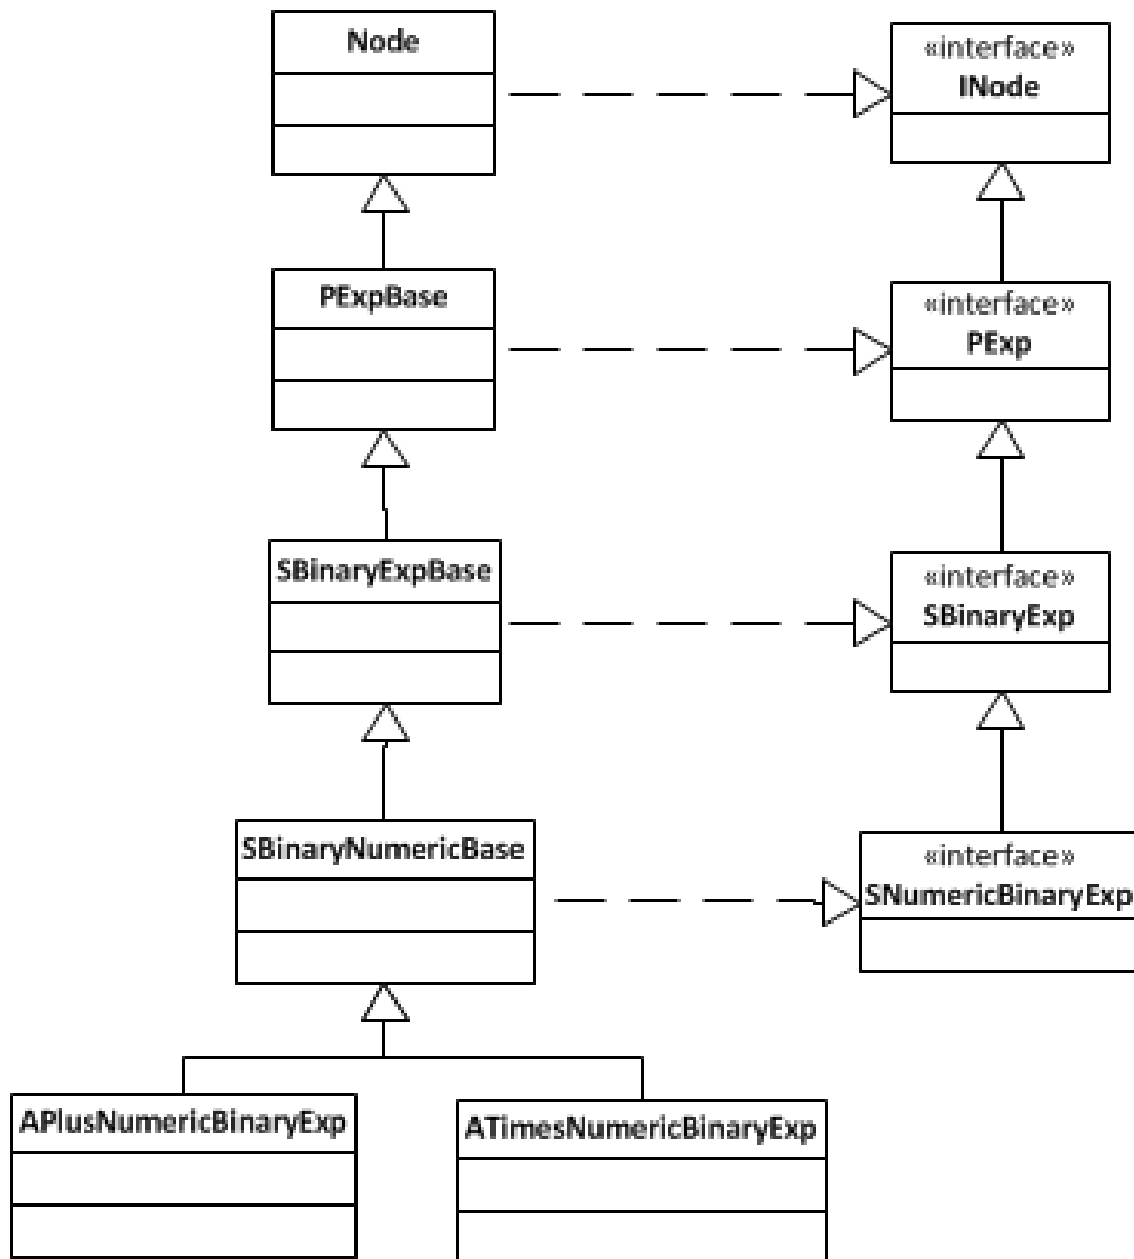 Node
«interface»
INode
PExpBase
«interface»
PExp
SBinaryExpBase
«interface»
SBinaryExp
SBinaryNumericBase
«interface»
SNumericBinaryExp
APlusNumericBinaryExp
ATimesNumericBinaryExp